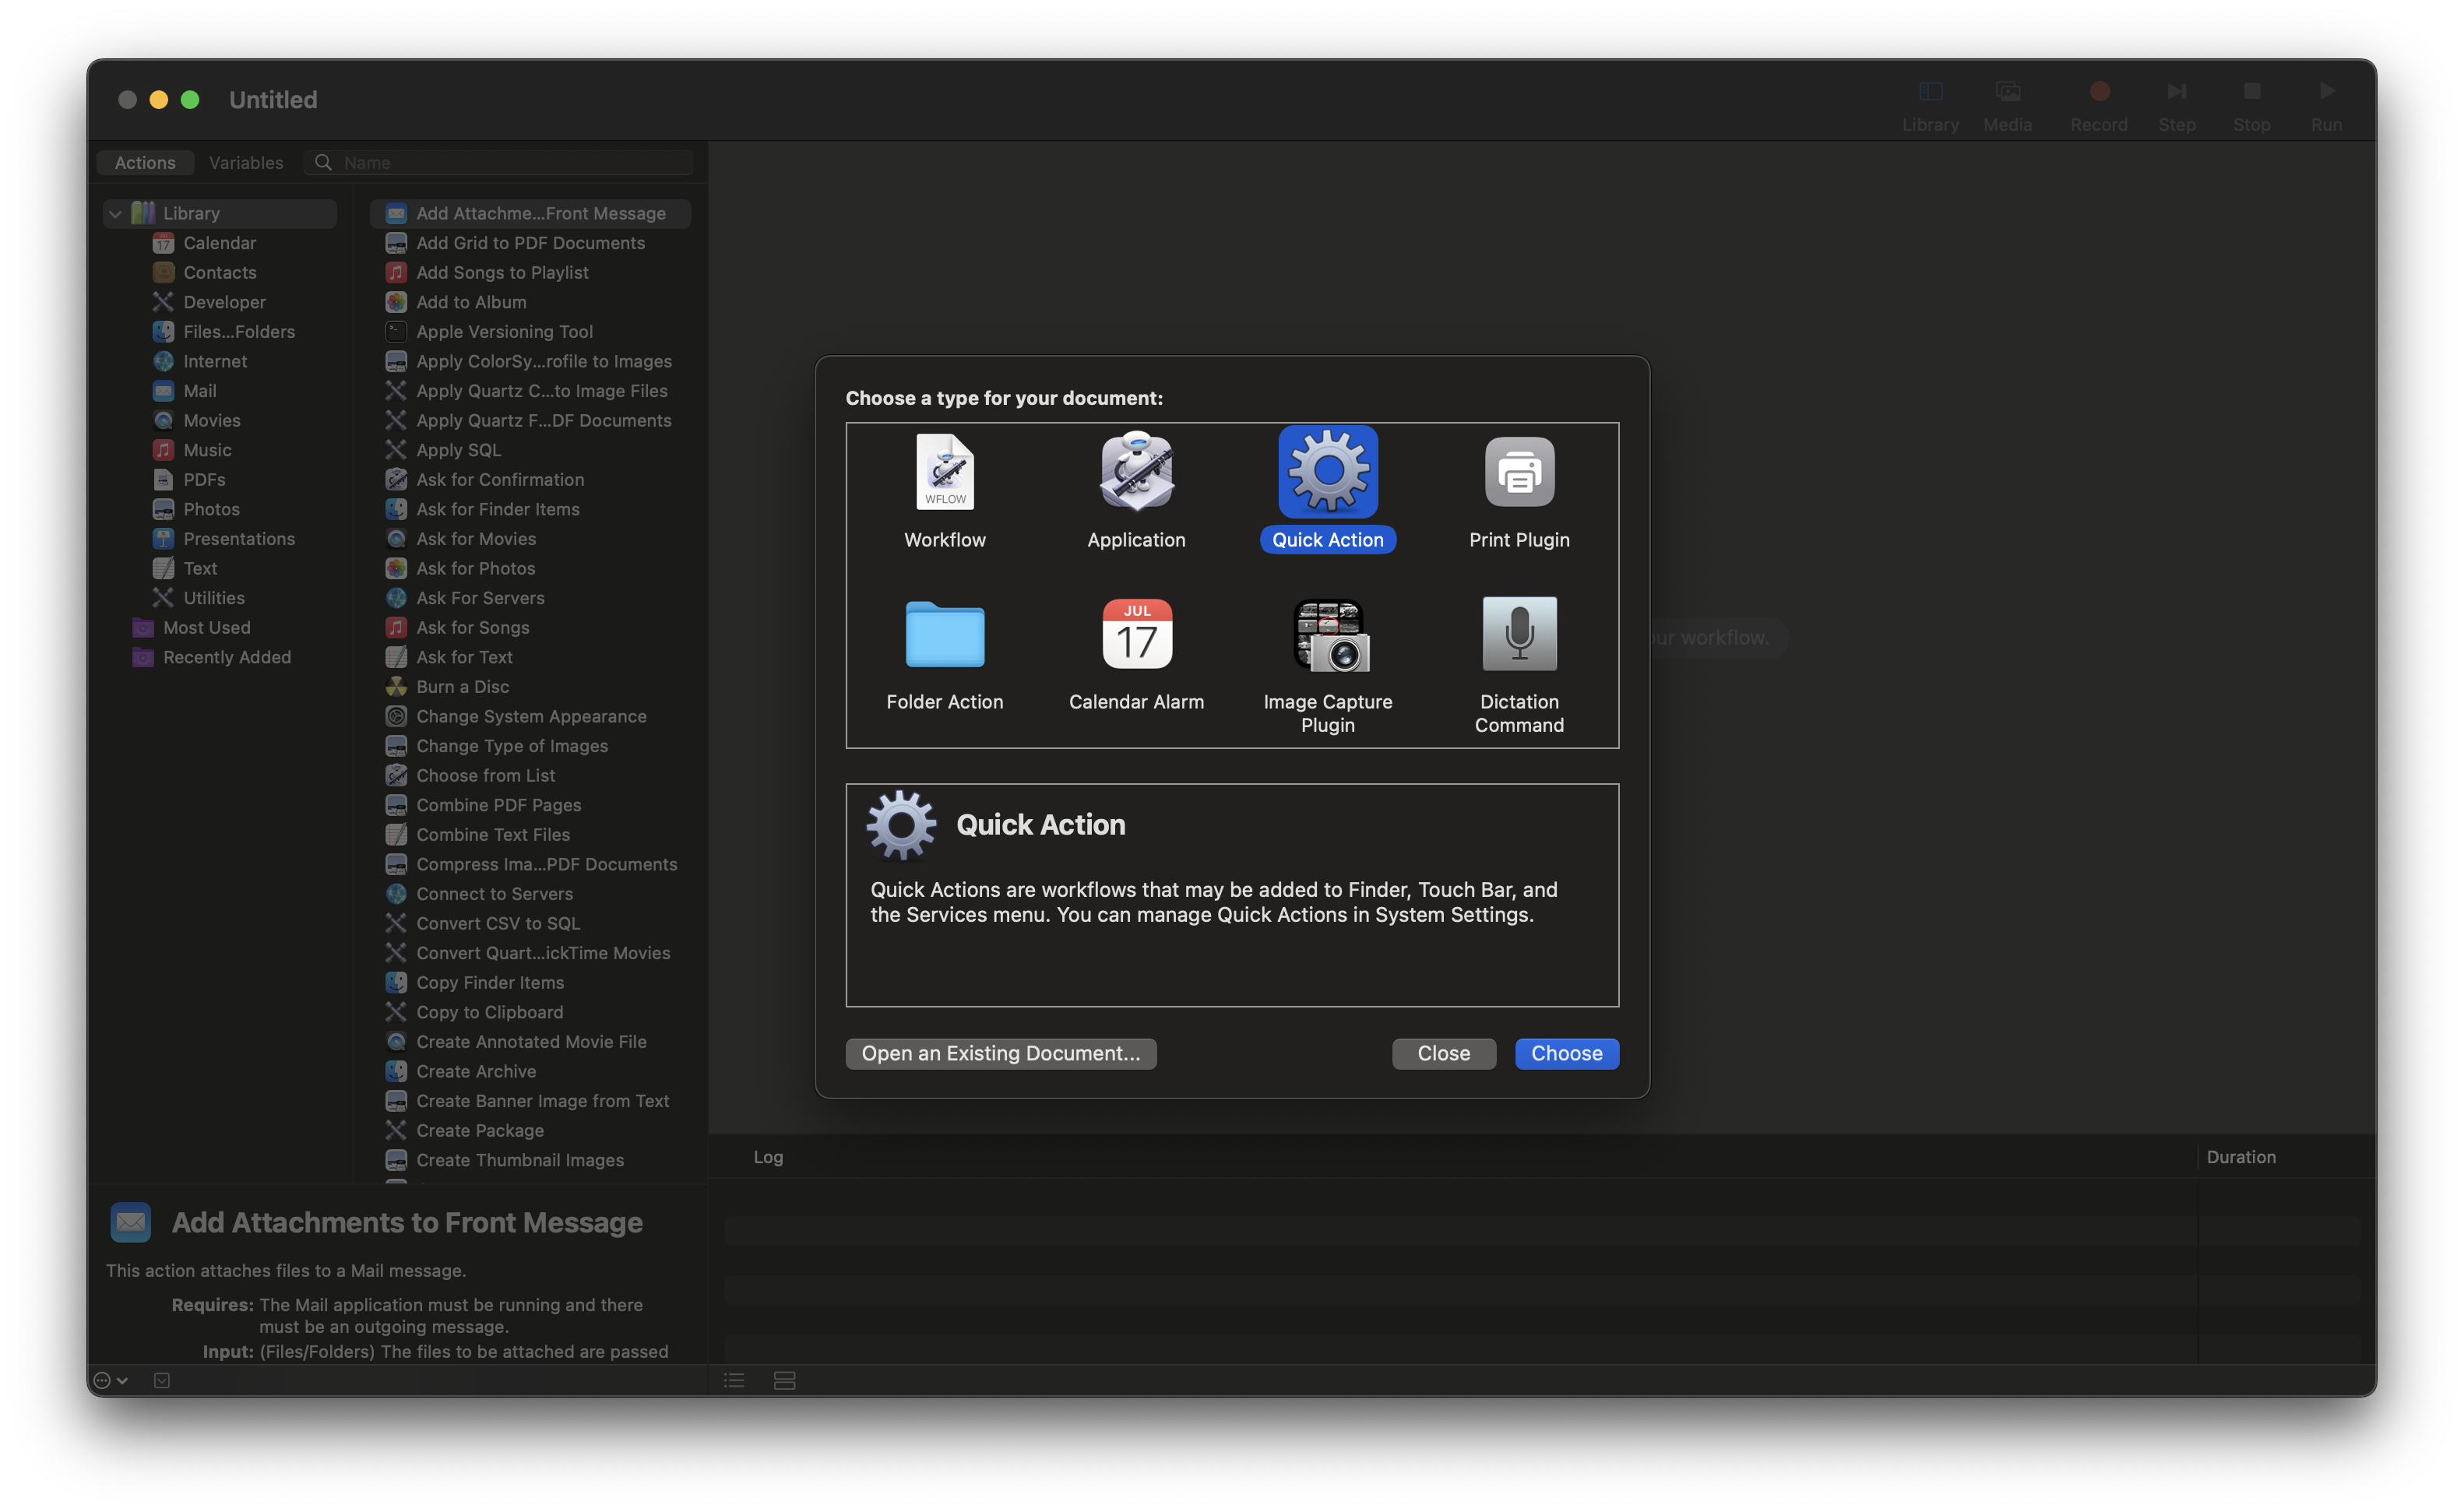 Untitled
Library
Media
Record
Step
Stop
Run
Actions
Variables
Name
Library
Calendar
Contacts
Developer
Files...Folders
Internet
Mail
Movies
Music
PDFs
Photos
Presentations
Text
Utilities
Most Used
Recently Added
Add Attachme...Front Message
Add Grid to PDF Documents
Add Songs to Playlist
Add to Album
Apple Versioning Tool
Apply ColorSy...rofile to Images
Apply Quartz C...to Image Files
Apply Quartz F...DF Documents
Apply SQL
Ask for Confirmation
Ask for Finder Items
Ask for Movies
Ask for Photos
Ask For Servers
Ask for Songs
Ask for Text
Burn a Disc
Change System Appearance
Change Type of Images
Choose from List
Combine PDF Pages
Combine Text Files
Compress Ima...PDF Documents
Connect to Servers
Convert CSV to SQL
Convert Quart...ickTime Movies
Copy Finder Items
Copy to Clipboard
Create Annotated Movie File
Create Archive
Create Banner Image from Text
Create Package
Create Thumbnail Images
Add Attachments to Front Message
This action attaches files to a Mail message.
Requires: The Mail application must be running and there
must be an outgoing message.
Input: (Files/Folders) The files to be attached are passed
Choose a type for your document:
WFLOW
Workflow
Application
Quick Action
Print Plugin
Folder Action
JUL
17
Calendar Alarm
Image Capture
Plugin
Dictation
Command
Quick Action
Quick Actions are workflows that may be added to Finder, Touch Bar, and
the Services menu. You can manage Quick Actions in System Settings.
Open an Existing Document...
Close
Choose
workflow.
Log
Duration